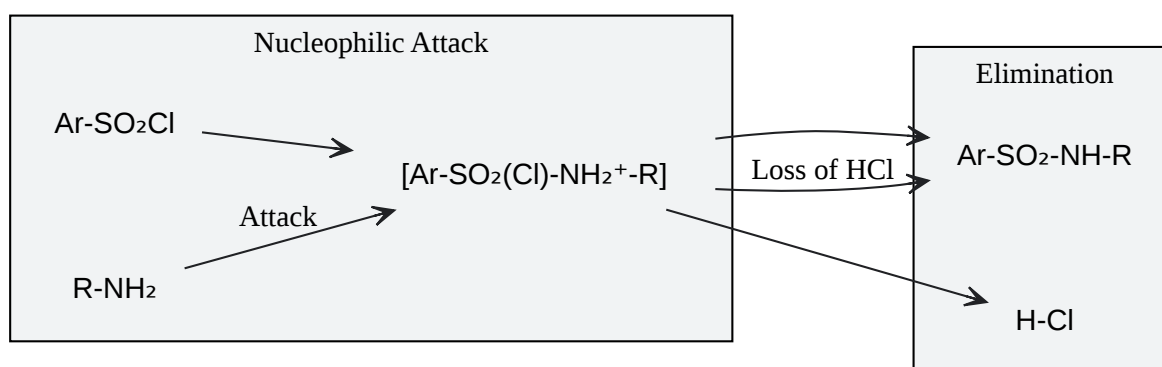 Nucleophilic Attack
Ar-SO₂Cl
[Ar-SO₂(Cl)-NH₂⁺-R]
Attack
R-NH₂
Loss of HCl
Elimination
Ar-SO₂-NH-R
H-Cl